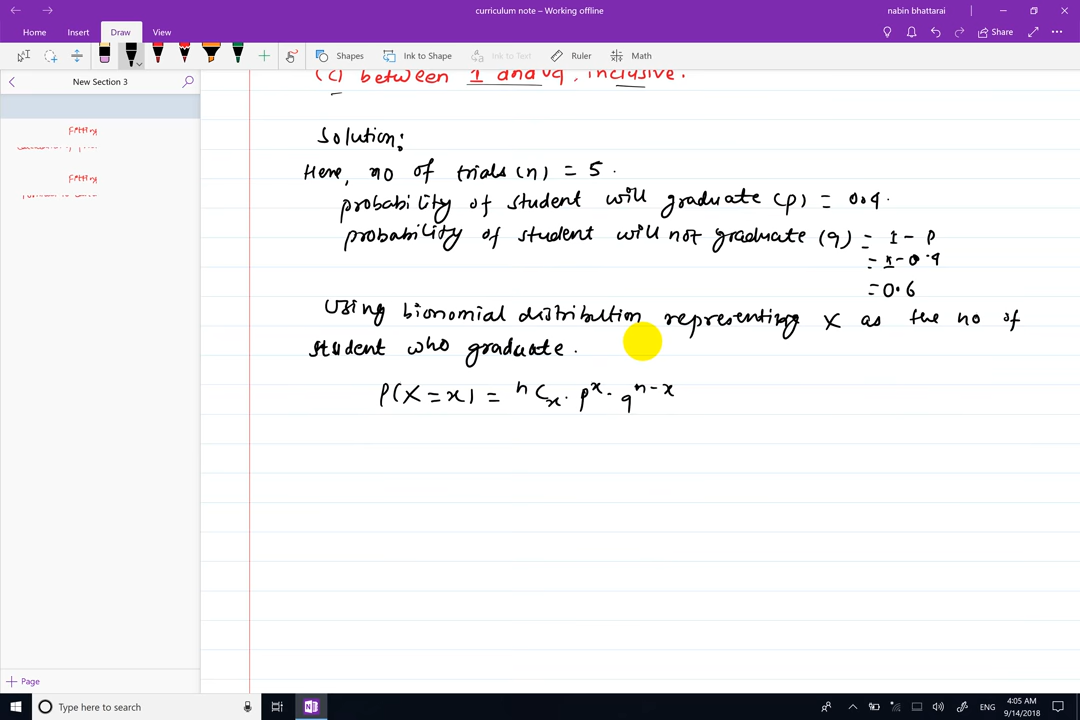 curriculum note – Working offline
nabin bhattarai
Home Insert Draw View
Share
Shapes Ink to Shape Ink to Text Ruler Math
New Section 3
(c) between 1 and 4, inclusive.
Solution:
Here, no of trials (n) = 5.
probability of student will graduate (p) = 0.4.
probability of student will not graduate (q) = 1 - p
= 1 - 0.4
= 0.6
Using bionomial distribution representing X as the no of
student who graduate.
P(X = x) = ⁿCₓ . pˣ . qⁿ⁻ˣ
Page
Type here to search
ENG
4:05 AM
9/14/2018